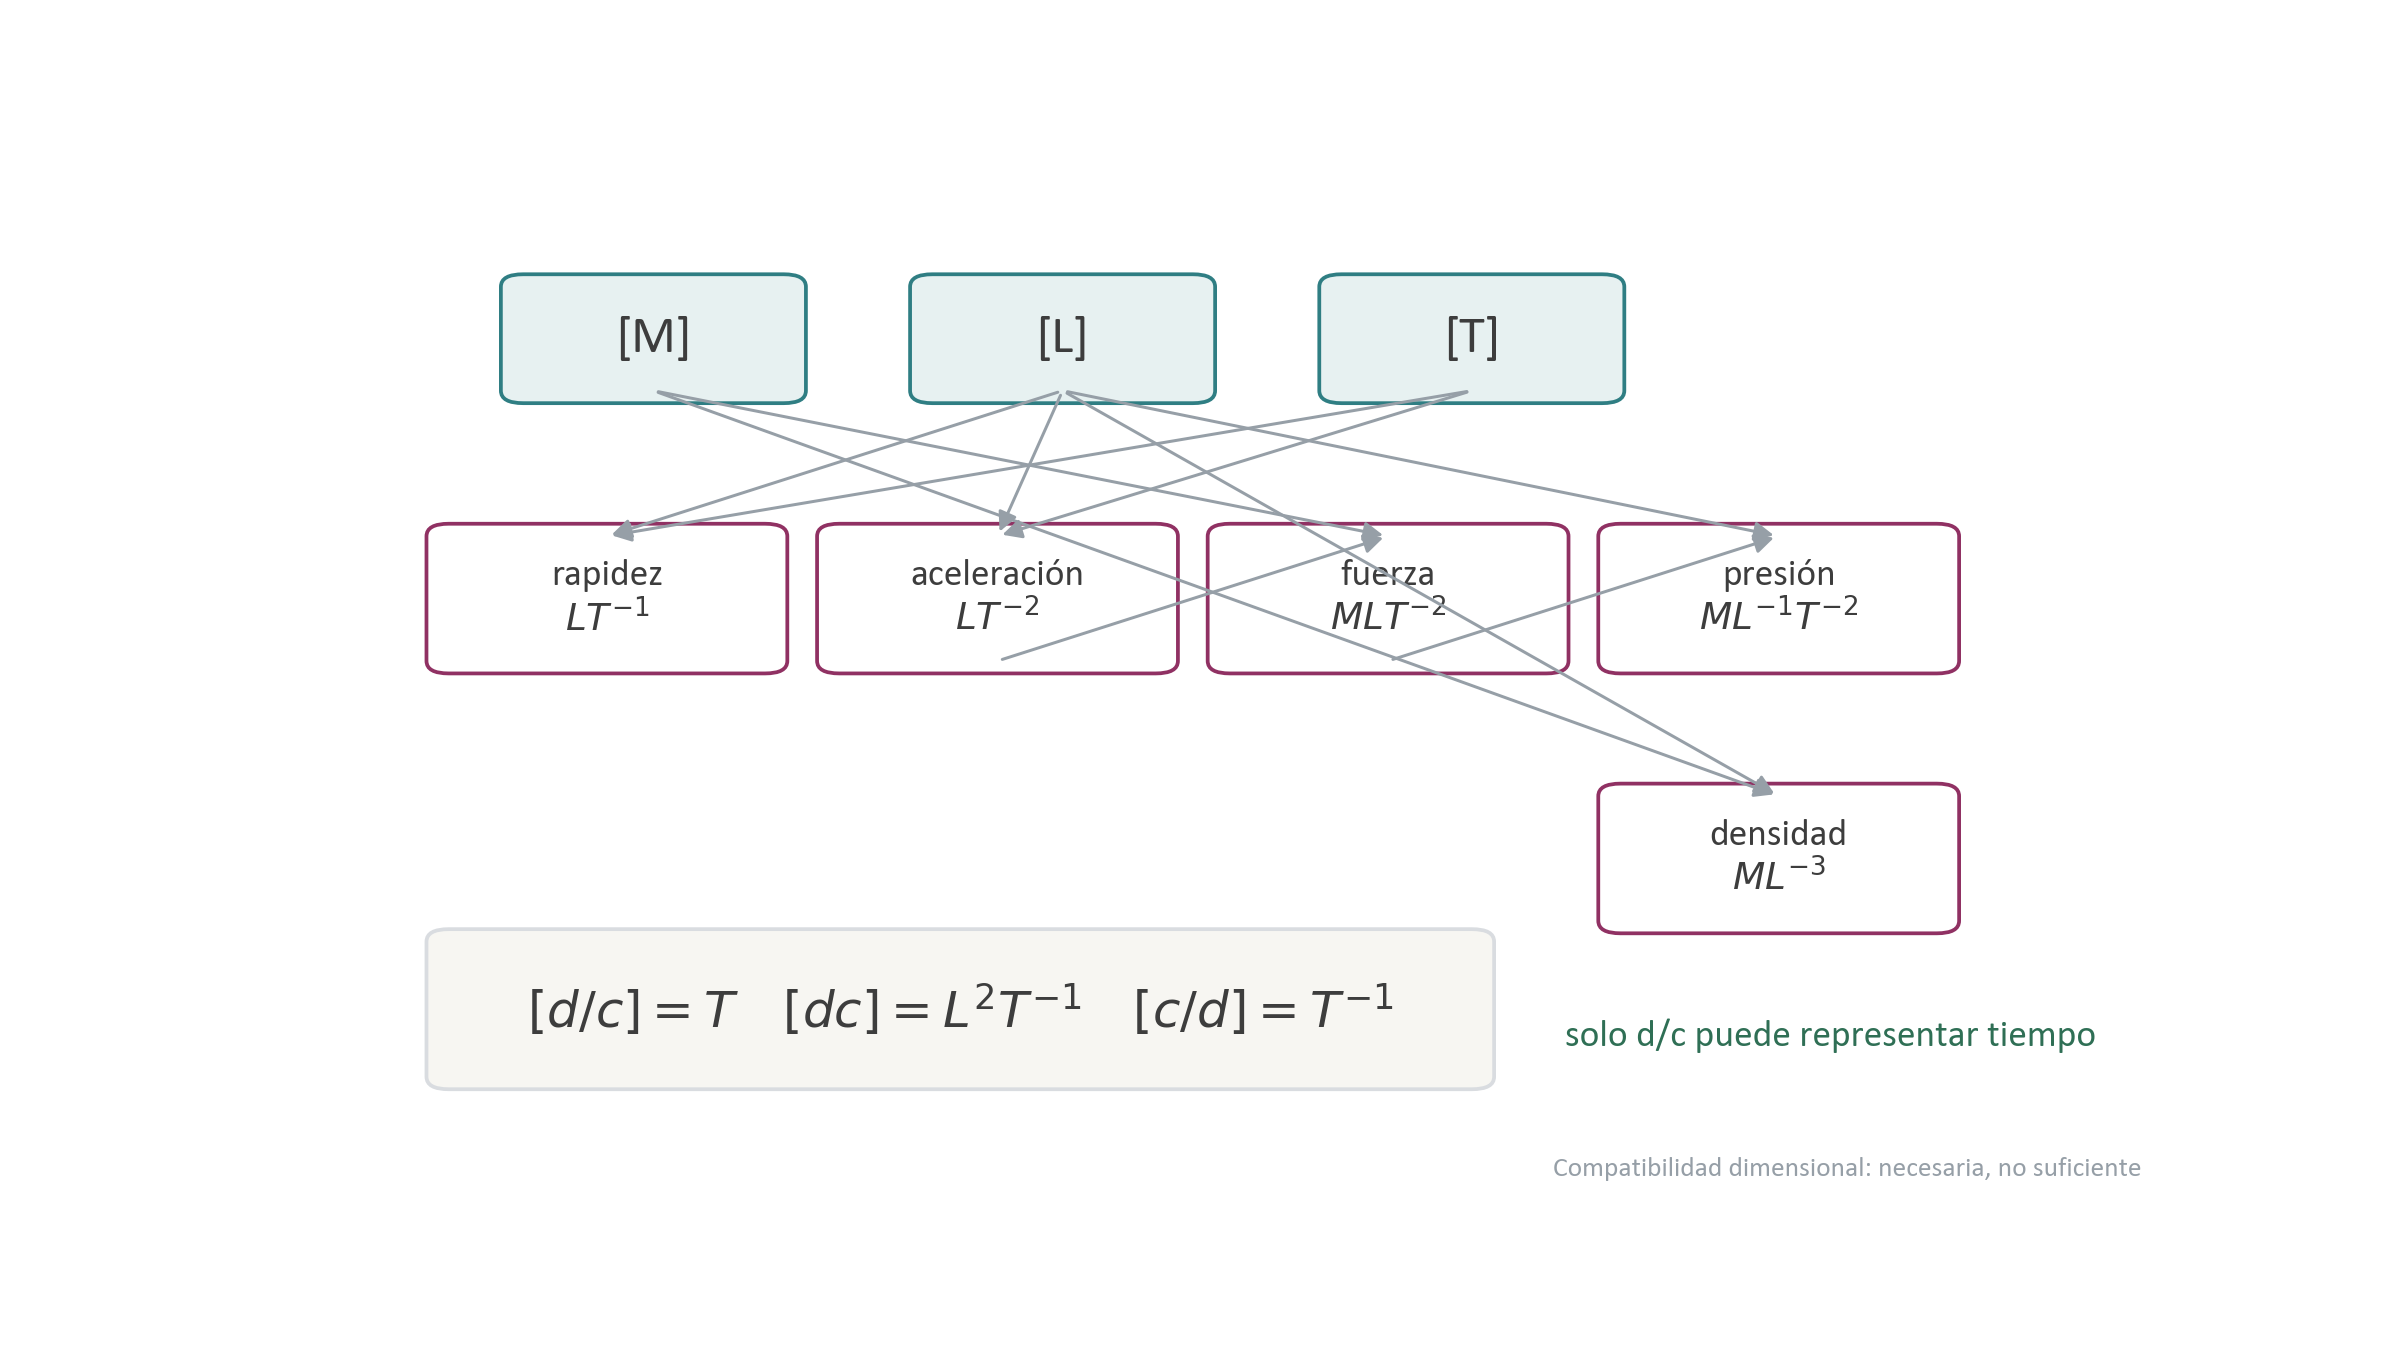 [M]
[L]
[T]
rapidez
LT⁻¹
aceleración
LT⁻²
fuerza
MLT⁻²
presión
ML⁻¹T⁻²
densidad
ML⁻³
[d/c] = T [dc] = L²T⁻¹ [c/d] = T⁻¹
solo d/c puede representar tiempo
Compatibilidad dimensional: necesaria, no suficiente